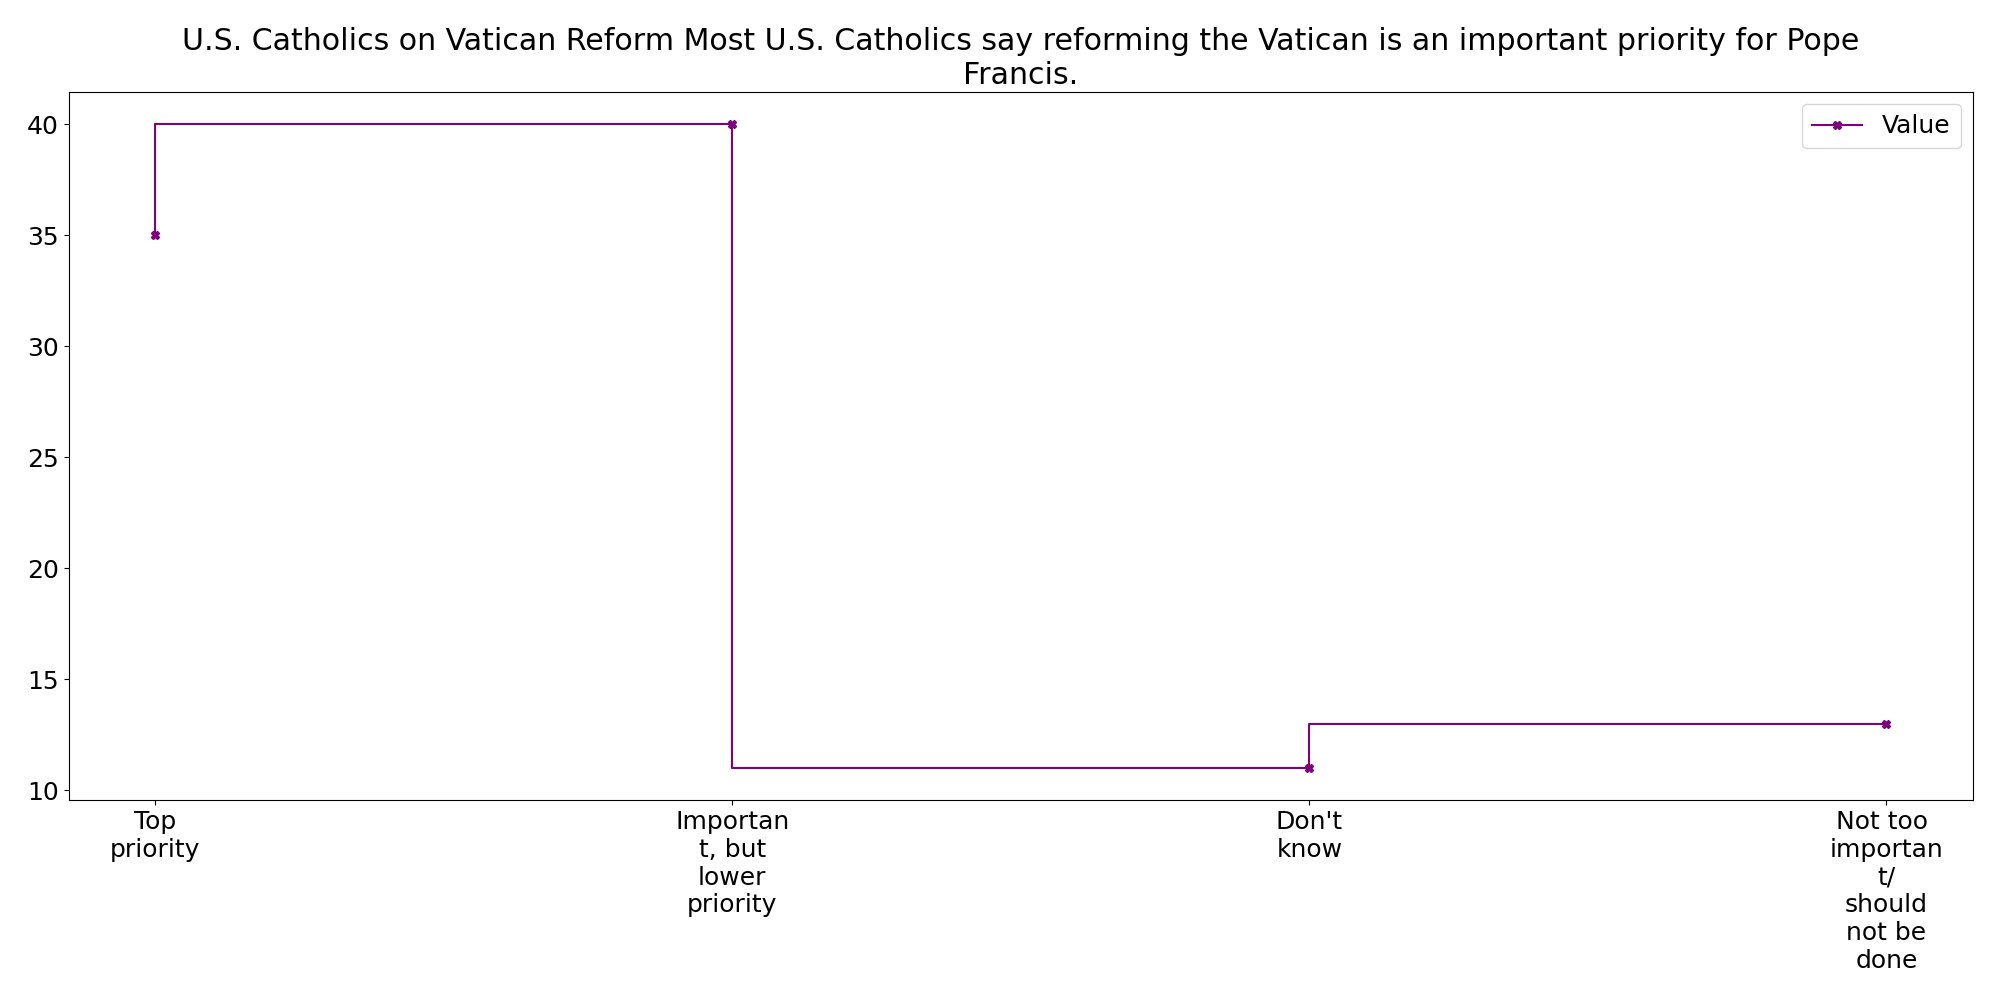 U.S. Catholics on Vatican Reform Most U.S. Catholics say reforming the Vatican is an important priority for Pope
Francis.
Value
40
35
30
25
20
15
10
Top
priority
Importan
t, but
lower
priority
Don't
know
Not too
importan
t/
should
not be
done